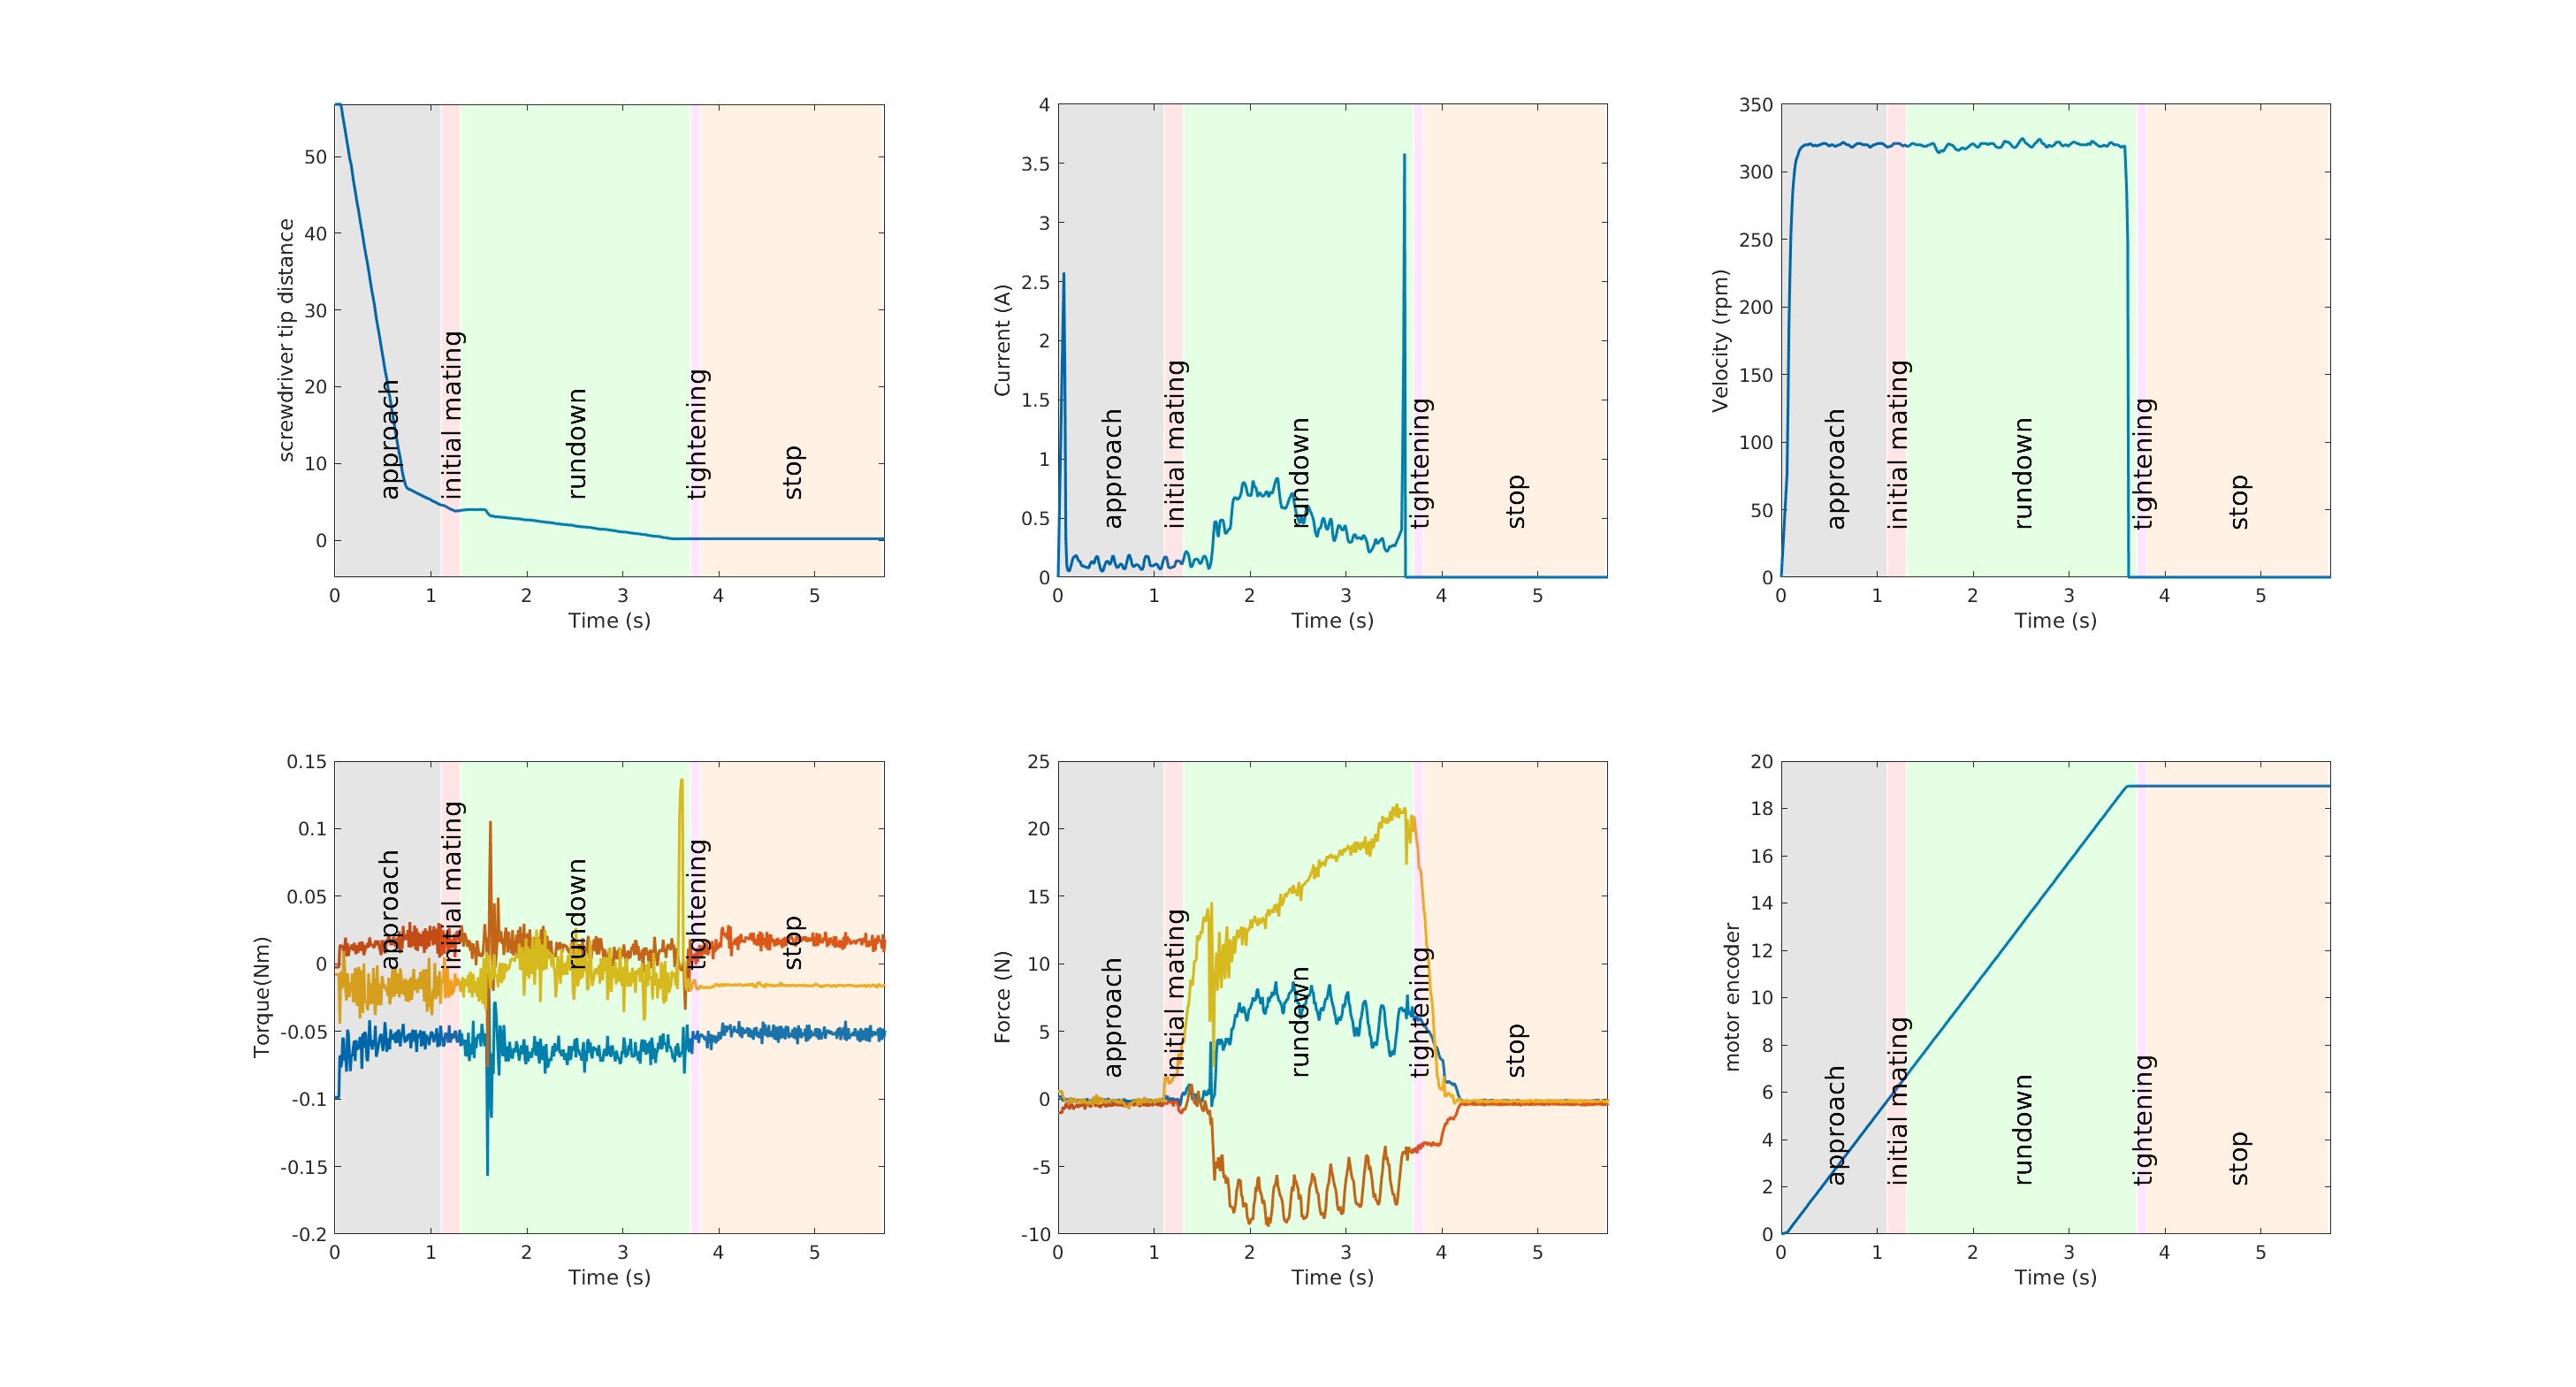 screwdriver tip distance
50
40
30
20
10
0
approach
initial mating
rundown
tightening
stop
0 1 2 3 4 5
Time (s)
Current (A)
4
3.5
3
2.5
2
1.5
1
0.5
0
approach
initial mating
rundown
tightening
stop
0 1 2 3 4 5
Time (s)
Velocity (rpm)
350
300
250
200
150
100
50
0
approach
initial mating
rundown
tightening
stop
0 1 2 3 4 5
Time (s)
Torque(Nm)
0.15
0.1
0.05
0
-0.05
-0.1
-0.15
-0.2
approach
initial mating
rundown
tightening
stop
0 1 2 3 4 5
Time (s)
Force (N)
25
20
15
10
5
0
-5
-10
approach
initial mating
rundown
tightening
stop
0 1 2 3 4 5
Time (s)
motor encoder
20
18
16
14
12
10
8
6
4
2
0
approach
initial mating
rundown
tightening
stop
0 1 2 3 4 5
Time (s)